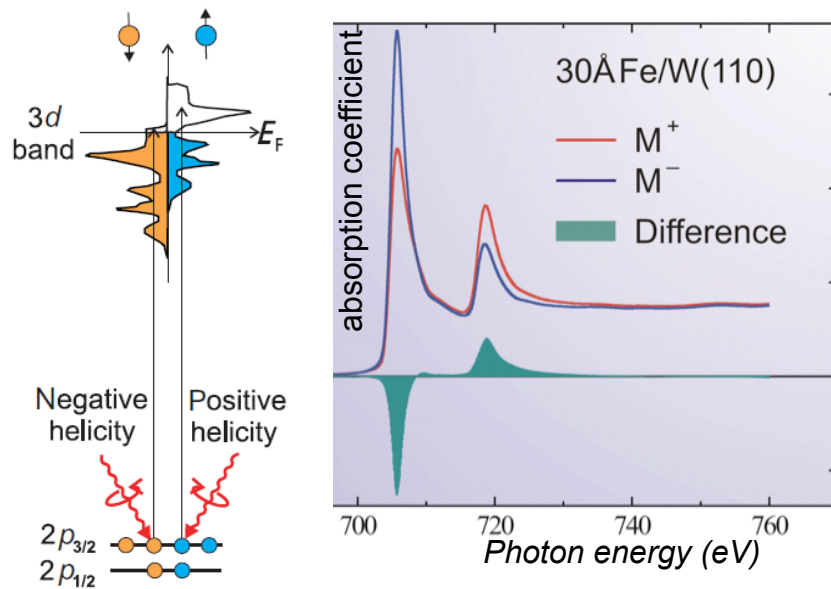 3d
band
E_F
Negative
helicity
Positive
helicity
2p_3/2
2p_1/2
absorption coefficient
30ÅFe/W(110)
M⁺
M⁻
Difference
700
720
740
760
Photon energy (eV)